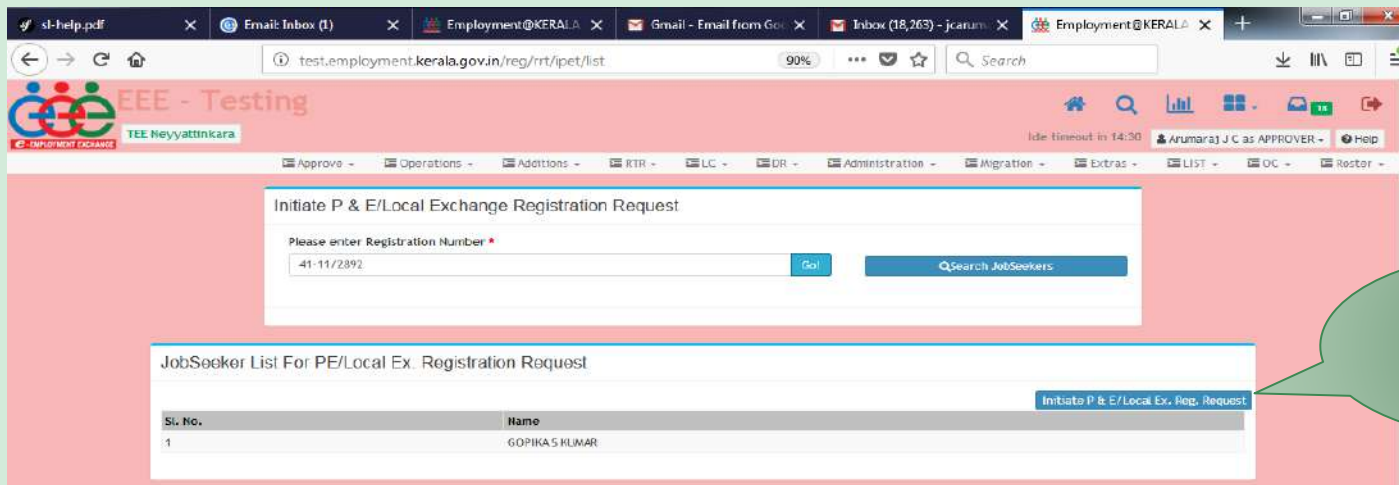 sl-help.pdf
Email: Inbox (1)
Employment@KERALA
Gmail - Email from Goo
Inbox (18,263) - jcarum
Employment@KERALA
test.employment.kerala.gov.in/reg/rrt/ipet/list
90%
Search
EEE - Testing
TEE Neyyattinkara
e-EMPLOYMENT EXCHANGE
Idle timeout in 14:30
Arumaraj J C as APPROVER
Help
Approve
Operations
Additions
RTR
LC
DR
Administration
Migration
Extras
LIST
OC
Roster
Initiate P & E/Local Exchange Registration Request
Please enter Registration Number *
41-11/2892
Go!
Search JobSeekers
JobSeeker List For PE/Local Ex. Registration Request
Initiate P & E/Local Ex. Reg. Request
Sl. No. Name
1 GOPIKA S KUMAR